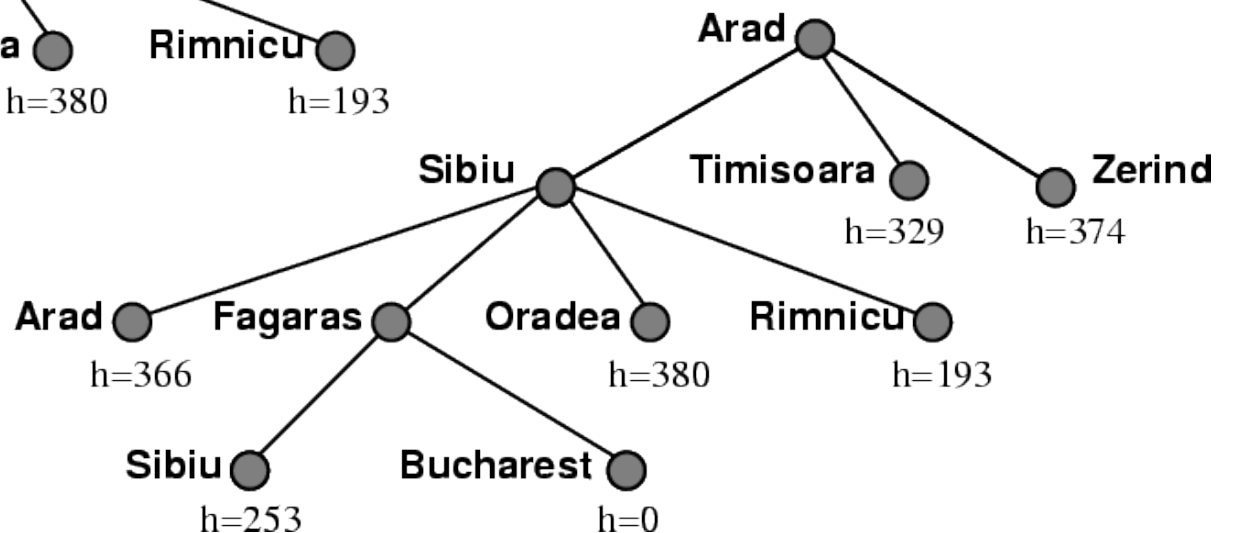 a
Rimnicu
h=380
h=193
Arad
Sibiu
Timisoara
Zerind
h=329
h=374
Arad
Fagaras
Oradea
Rimnicu
h=366
h=380
h=193
Sibiu
Bucharest
h=253
h=0